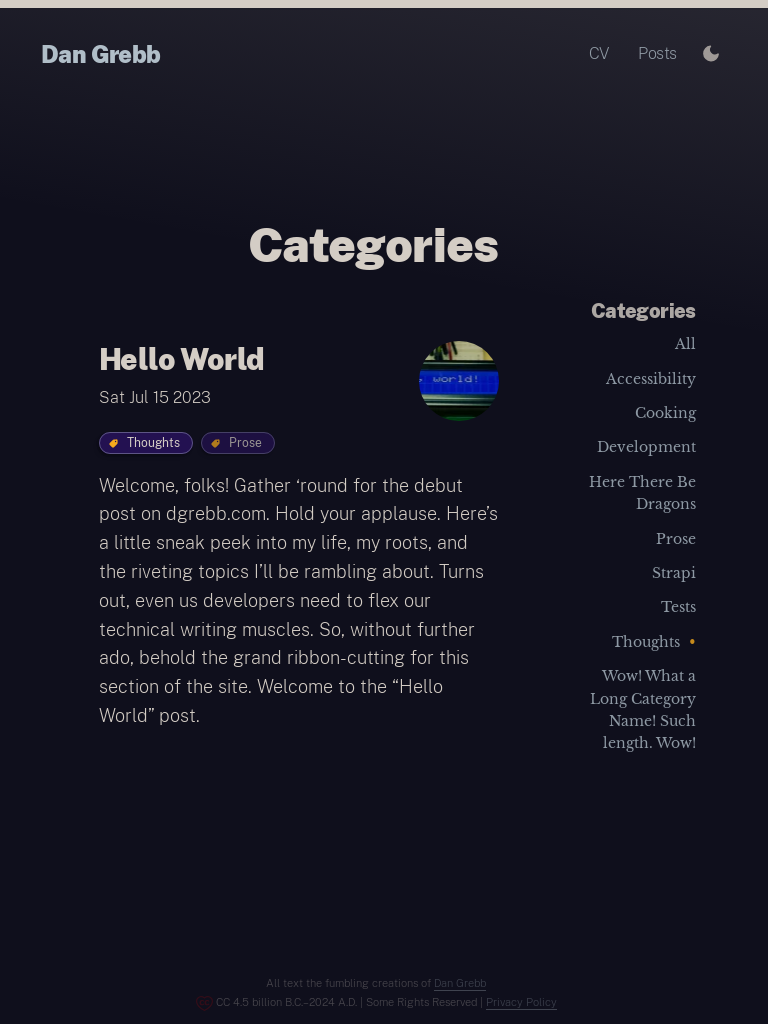 Dan Grebb
CV Posts
Categories
Hello World
Sat Jul 15 2023
world!
Thoughts Prose
Welcome, folks! Gather ‘round for the debut
post on dgrebb.com. Hold your applause. Here’s
a little sneak peek into my life, my roots, and
the riveting topics I’ll be rambling about. Turns
out, even us developers need to flex our
technical writing muscles. So, without further
ado, behold the grand ribbon-cutting for this
section of the site. Welcome to the “Hello
World” post.
Categories
All
Accessibility
Cooking
Development
Here There Be
Dragons
Prose
Strapi
Tests
Thoughts •
Wow! What a
Long Category
Name! Such
length. Wow!
All text the fumbling creations of Dan Grebb
CC 4.5 billion B.C.–2024 A.D. | Some Rights Reserved | Privacy Policy